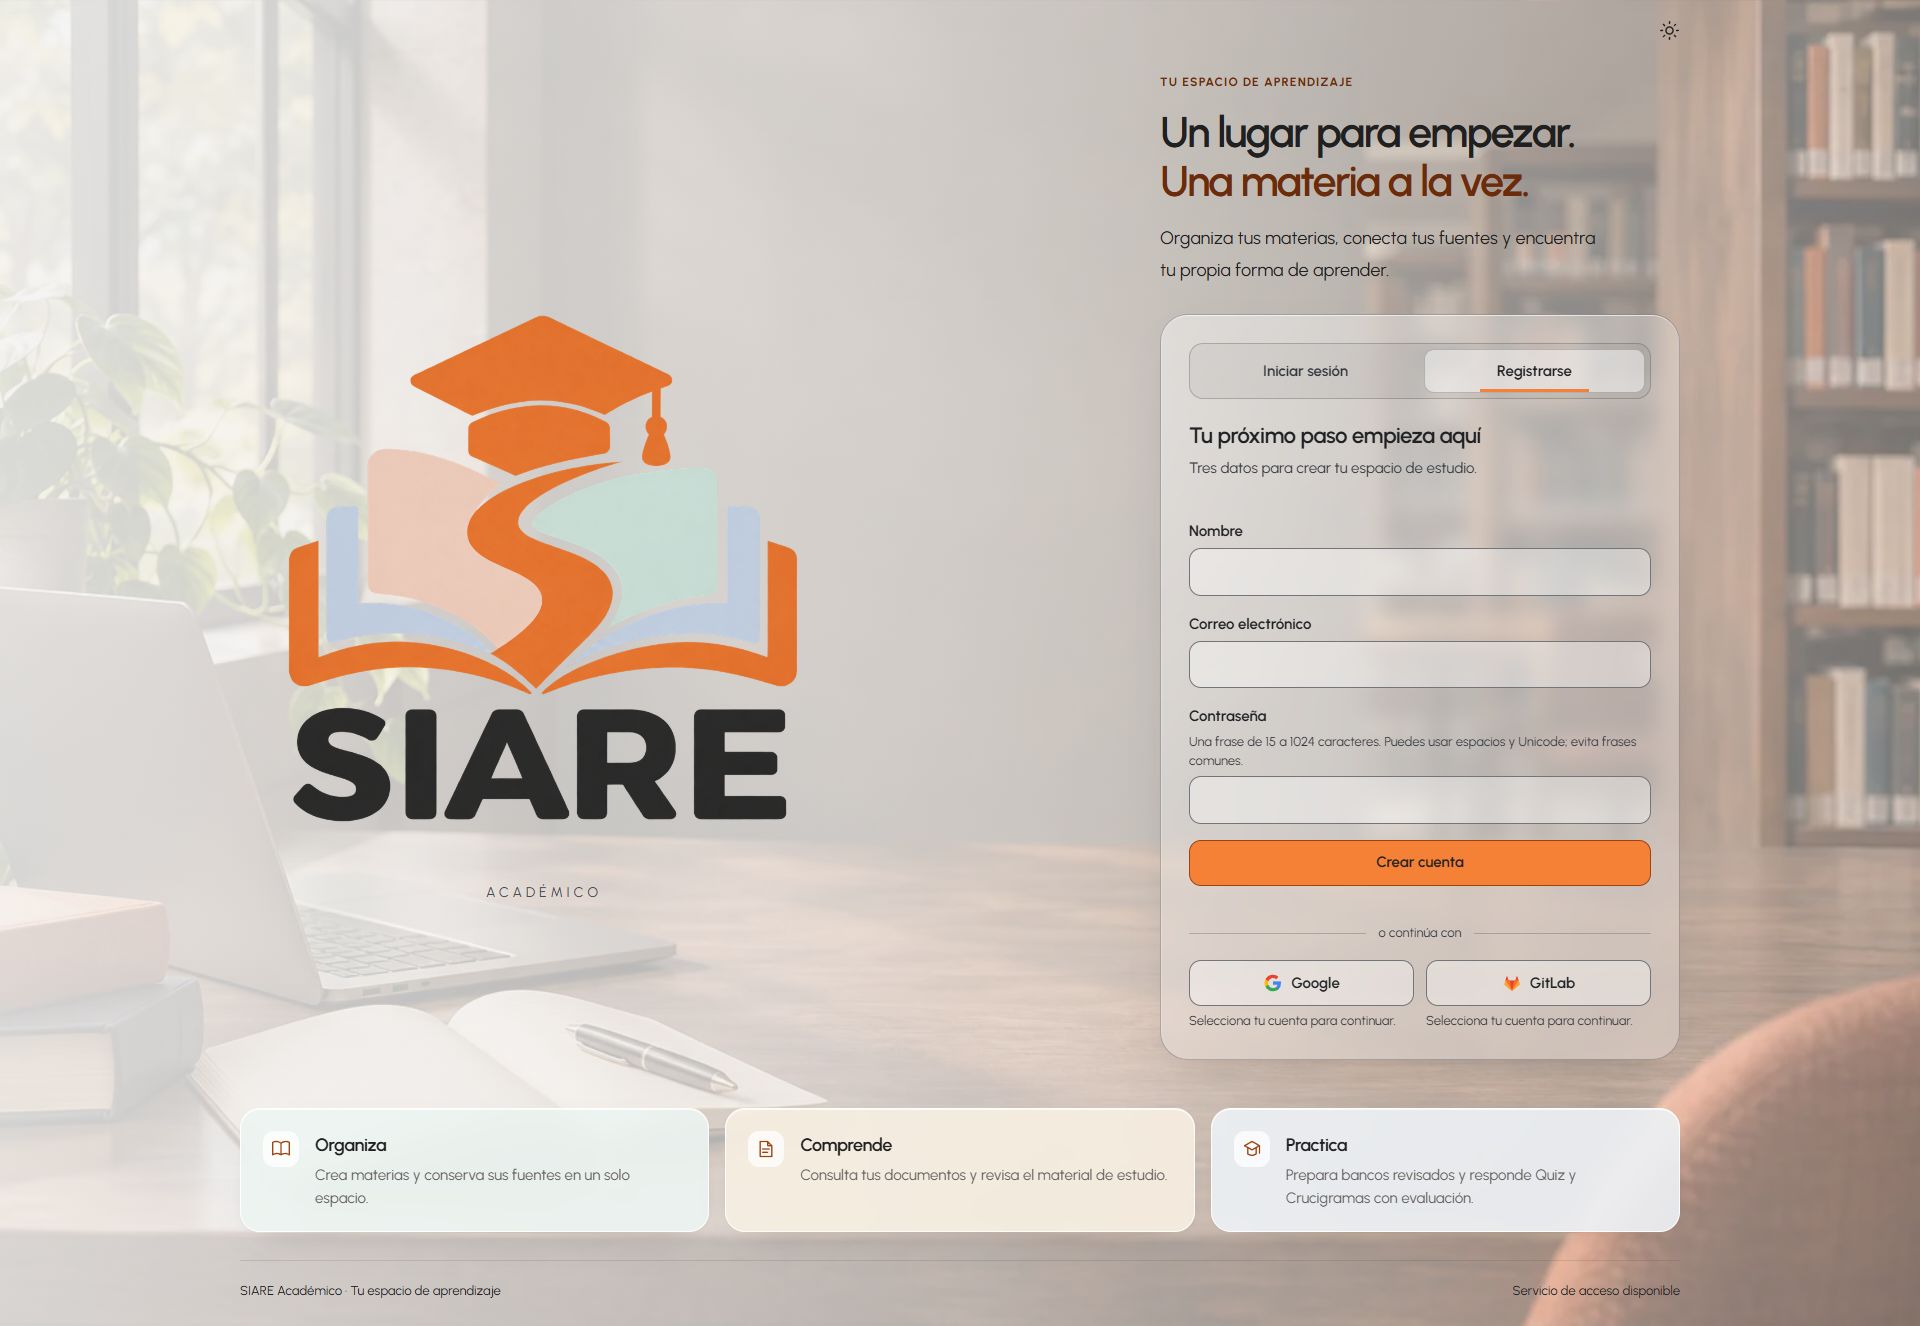 TU ESPACIO DE APRENDIZAJE
Un lugar para empezar.
Una materia a la vez.
Organiza tus materias, conecta tus fuentes y encuentra
tu propia forma de aprender.
SIARE
ACADÉMICO
Iniciar sesión
Registrarse
Tu próximo paso empieza aquí
Tres datos para crear tu espacio de estudio.
Nombre
Correo electrónico
Contraseña
Una frase de 15 a 1024 caracteres. Puedes usar espacios y Unicode; evita frases
comunes.
Crear cuenta
o continúa con
Google
GitLab
Selecciona tu cuenta para continuar.
Selecciona tu cuenta para continuar.
Organiza
Crea materias y conserva sus fuentes en un solo
espacio.
Comprende
Consulta tus documentos y revisa el material de estudio.
Practica
Prepara bancos revisados y responde Quiz y
Crucigramas con evaluación.
SIARE Académico · Tu espacio de aprendizaje
Servicio de acceso disponible